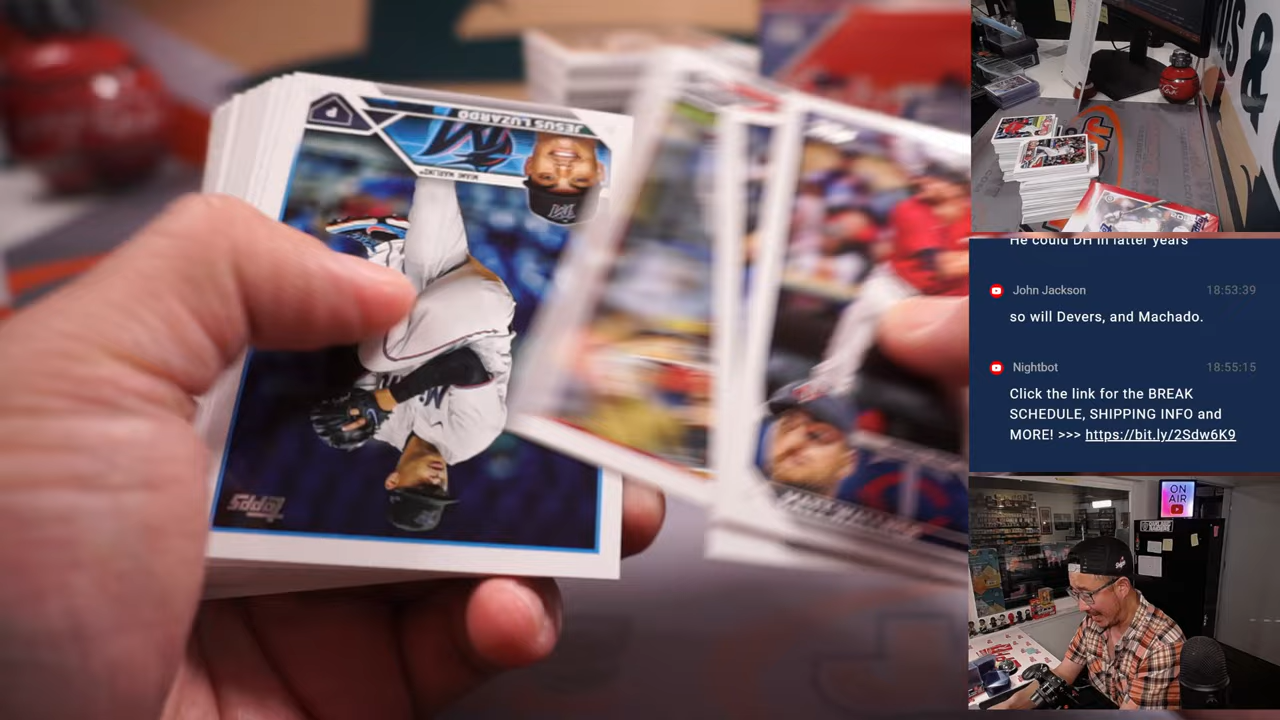 JESUS LUZARDO
MIAMI MARLINS
P
M
Topps
US &
He could DH in latter years
John Jackson
18:53:39
so will Devers, and Machado.
Nightbot
18:55:15
Click the link for the BREAK
SCHEDULE, SHIPPING INFO and
MORE! >>> https://bit.ly/2Sdw6K9
ON
AIR